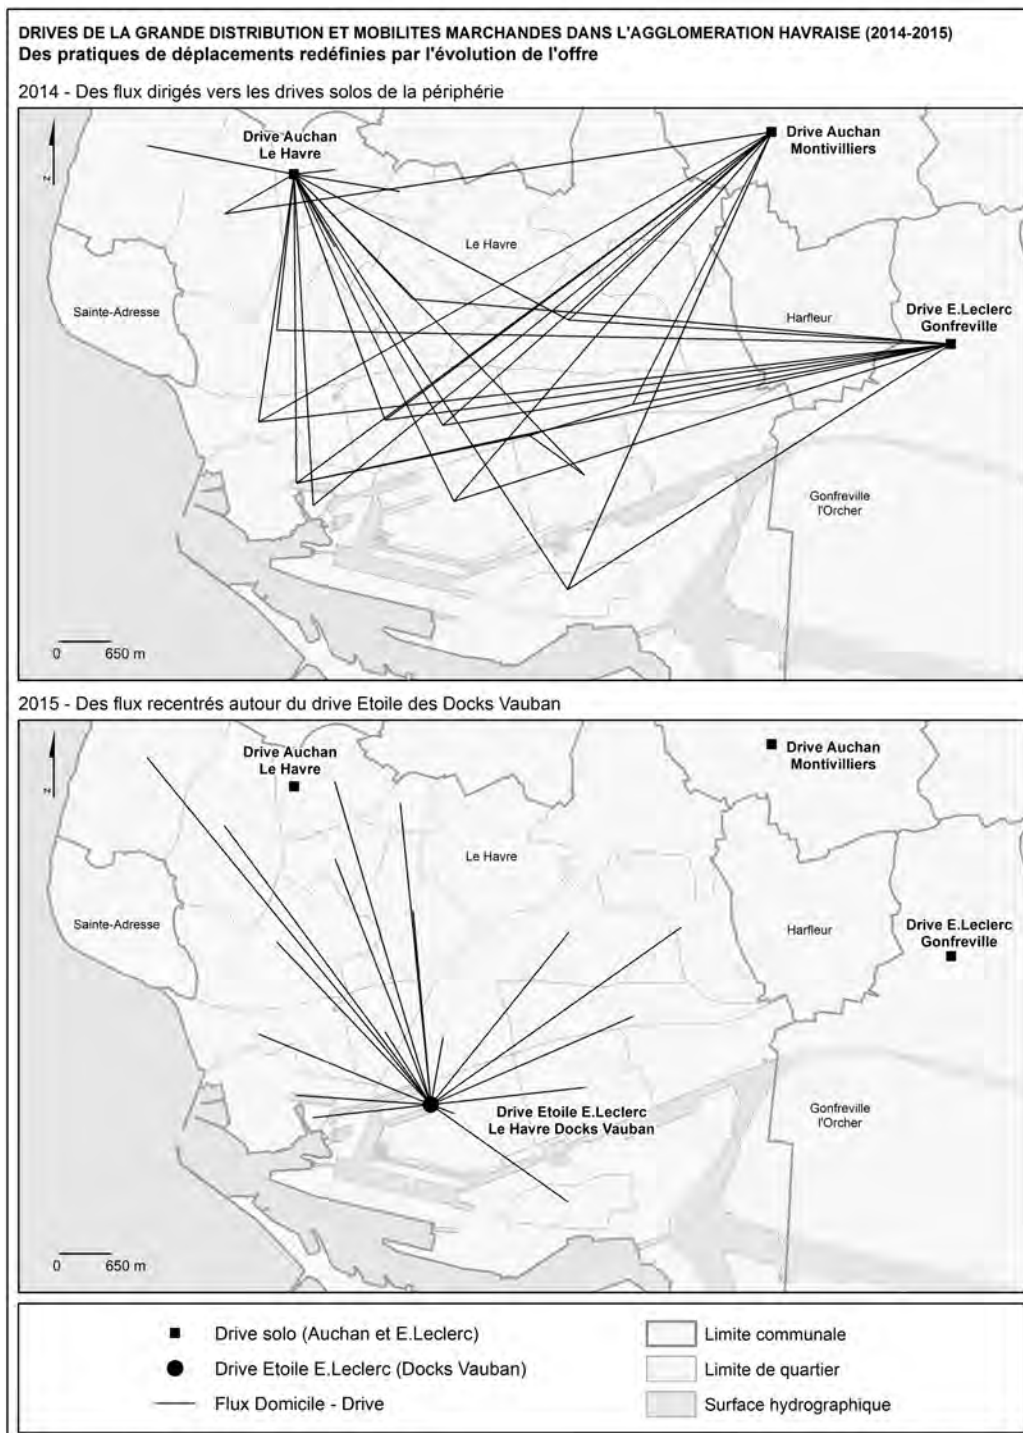 DRIVES DE LA GRANDE DISTRIBUTION ET MOBILITES MARCHANDES DANS L'AGGLOMERATION HAVRAISE (2014-2015)
Des pratiques de déplacements redéfinies par l'évolution de l'offre
2014 - Des flux dirigés vers les drives solos de la périphérie
N
Drive Auchan
Le Havre
Drive Auchan
Montivilliers
Le Havre
Sainte-Adresse
Harfleur
Drive E.Leclerc
Gonfreville
Gonfreville
l'Orcher
0 650 m
2015 - Des flux recentrés autour du drive Etoile des Docks Vauban
N
Drive Auchan
Le Havre
Drive Auchan
Montivilliers
Le Havre
Sainte-Adresse
Harfleur
Drive E.Leclerc
Gonfreville
Drive Etoile E.Leclerc
Le Havre Docks Vauban
Gonfreville
l'Orcher
0 650 m
Drive solo (Auchan et E.Leclerc)
Drive Etoile E.Leclerc (Docks Vauban)
Flux Domicile - Drive
Limite communale
Limite de quartier
Surface hydrographique